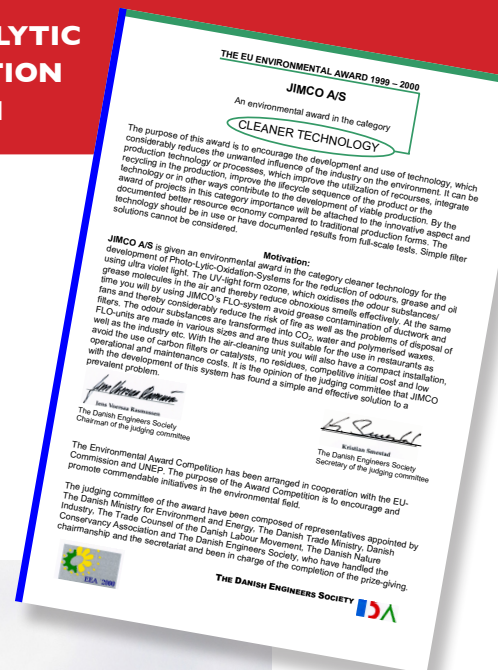 LYTIC
TION
THE EU ENVIRONMENTAL AWARD 1999 – 2000
JIMCO A/S
An environmental award in the category
CLEANER TECHNOLOGY
The purpose of this award is to encourage the development and use of technology, which
considerably reduces the unwanted influence of the industry on the environment. It can be
production technology or processes, which improve the utilization of recourses, integrate
recycling in the production, improve the lifecycle sequence of the product or the
technology or in other ways contribute to the development of viable production. By the
award of projects in this category importance will be attached to the innovative aspect and
documented better resource economy compared to traditional production forms. The
technology should be in use or have documented results from full-scale tests. Simple filter
solutions cannot be considered.
Motivation:
JIMCO A/S is given an environmental award in the category cleaner technology for the
development of Photo-Lytic-Oxidation-Systems for the reduction of odours, grease and oil
using ultra violet light. The UV-light form ozone, which oxidises the odour substances/
grease molecules in the air and thereby reduce obnoxious smells effectively. At the same
time you will by using JIMCO's FLO-system avoid grease contamination of ductwork and
fans and thereby considerably reduce the risk of fire as well as the problems of disposal of
filters. The odour substances are transformed into CO2, water and polymerised waxes.
FLO-units are made in various sizes and are thus suitable for the use in restaurants as
well as the industry etc. With the air-cleaning unit you will also have a compact installation,
avoid the use of carbon filters or catalysts, no residues, competitive initial cost and low
operational and maintenance costs. It is the opinion of the judging committee that JIMCO
with the development of this system has found a simple and effective solution to a
prevalent problem.
Jens Vorsøe Rasmussen
The Danish Engineers Society
Chairman of the judging committee
Kristian
The Danish Engineers Society
Secretary of the judging committee
The Environmental Award Competition has been arranged in cooperation with the EU-
Commission and UNEP. The purpose of the Award Competition is to encourage and
promote commendable initiatives in the environmental field.
The judging committee of the award have been composed of representatives appointed by
The Danish Ministry for Environment and Energy, The Danish Trade Ministry, Danish
Industry, The Trade Counsel of the Danish Labour Movement, The Danish Nature
Conservancy Association and The Danish Engineers Society, who have handled the
chairmanship and the secretariat and been in charge of the completion of the prize-giving.
EEA 2000
THE DANISH ENGINEERS SOCIETY
IDA